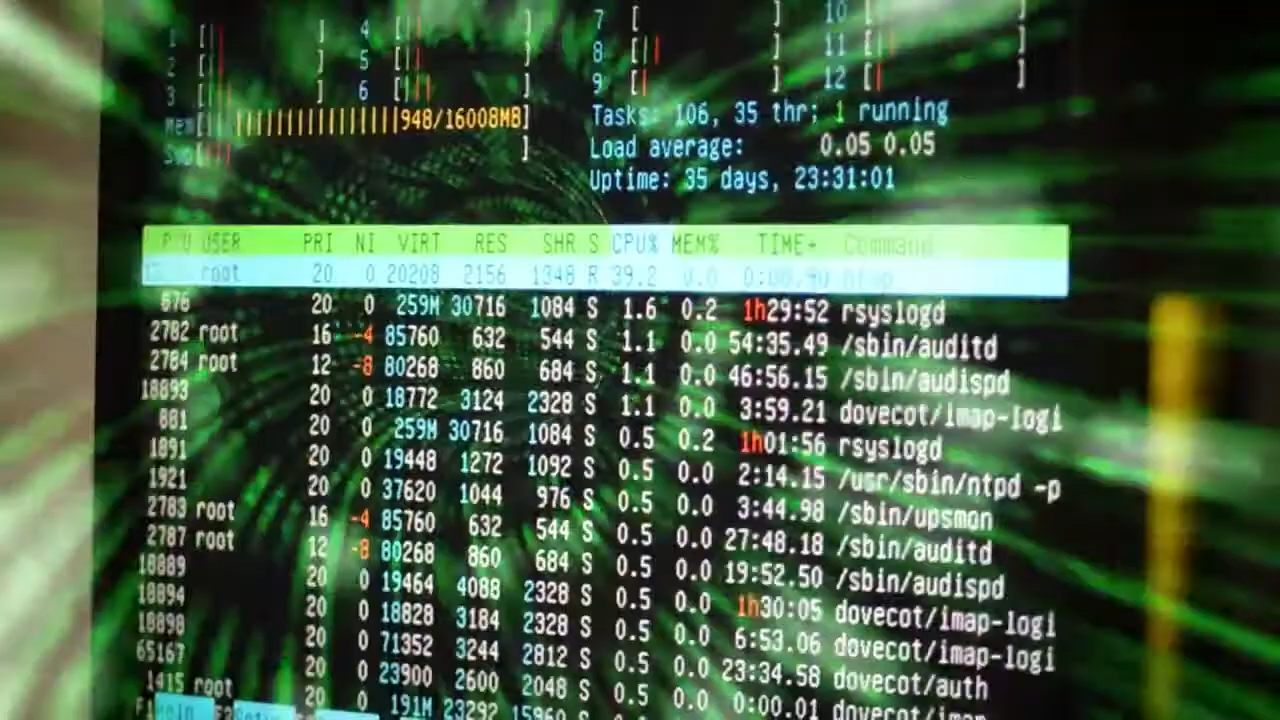 1 [|| ] 4 [|| ] 7 [ ] 10 [ ]
2 [|| ] 5 [|| ] 8 [|| ] 11 [|| ]
3 [||| ] 6 [||| ] 9 [| ] 12 [| ]
Mem[||||||||||||||||||948/16008MB] Tasks: 106, 35 thr; 1 running
Swp[||| ] Load average: 0.05 0.05
Uptime: 35 days, 23:31:01
USER PRI NI VIRT RES SHR S CPU% MEM% TIME+ Command
root 20 0 20208 2156 1348 R 39.2 0.0 0:00.90 htop
676 20 0 259M 30716 1084 S 1.6 0.2 1h29:52 rsyslogd
2782 root 16 -4 85760 632 544 S 1.1 0.0 54:35.49 /sbin/auditd
2784 root 12 -8 80268 860 684 S 1.1 0.0 46:56.15 /sbin/audispd
18893 20 0 18772 3124 2328 S 1.1 0.0 3:59.21 dovecot/imap-logi
881 20 0 259M 30716 1084 S 0.5 0.2 1h01:56 rsyslogd
1891 20 0 19448 1272 1092 S 0.5 0.0 2:14.15 /usr/sbin/ntpd -p
1921 20 0 37620 1044 976 S 0.5 0.0 3:44.98 /sbin/upsmon
2783 root 16 -4 85760 632 544 S 0.5 0.0 27:48.18 /sbin/auditd
2787 root 12 -8 80268 860 684 S 0.5 0.0 19:52.50 /sbin/audispd
18889 20 0 19464 4088 2328 S 0.5 0.0 1h30:05 dovecot/imap-logi
18894 20 0 18828 3184 2328 S 0.5 0.0 6:53.06 dovecot/imap-logi
18898 20 0 71352 3244 2812 S 0.5 0.0 23:34.58 dovecot/auth
65167 20 0 23900 2600 2048 S 0.5 0.0 0:00.01 dovecot/imap
1415 root 20 0 191M 23292 15960 S
F1Help